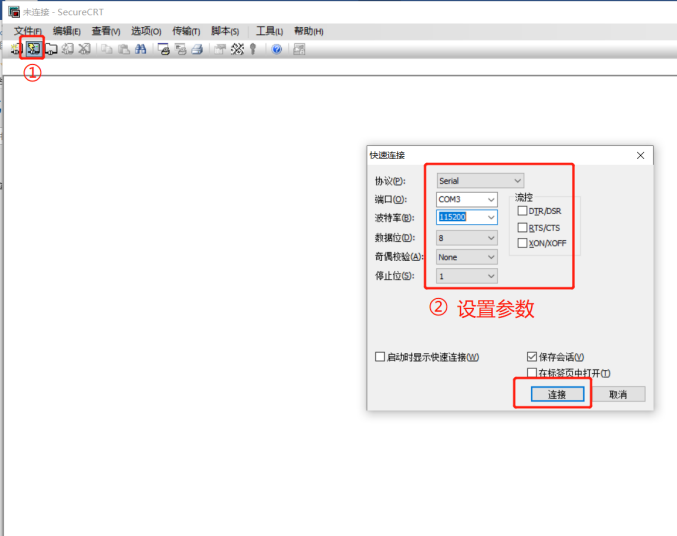 未连接 - SecureCRT
文件(F) 编辑(E) 查看(V) 选项(O) 传输(T) 脚本(S) 工具(L) 帮助(H)
①
快速连接
协议(P): Serial
端口(O): COM3
流控
波特率(B): 115200
DTR/DSR
数据位(D): 8
RTS/CTS
奇偶校验(A): None
XON/XOFF
停止位(S): 1
② 设置参数
启动时显示快速连接(W)
保存会话(V)
在标签页中打开(T)
连接 取消